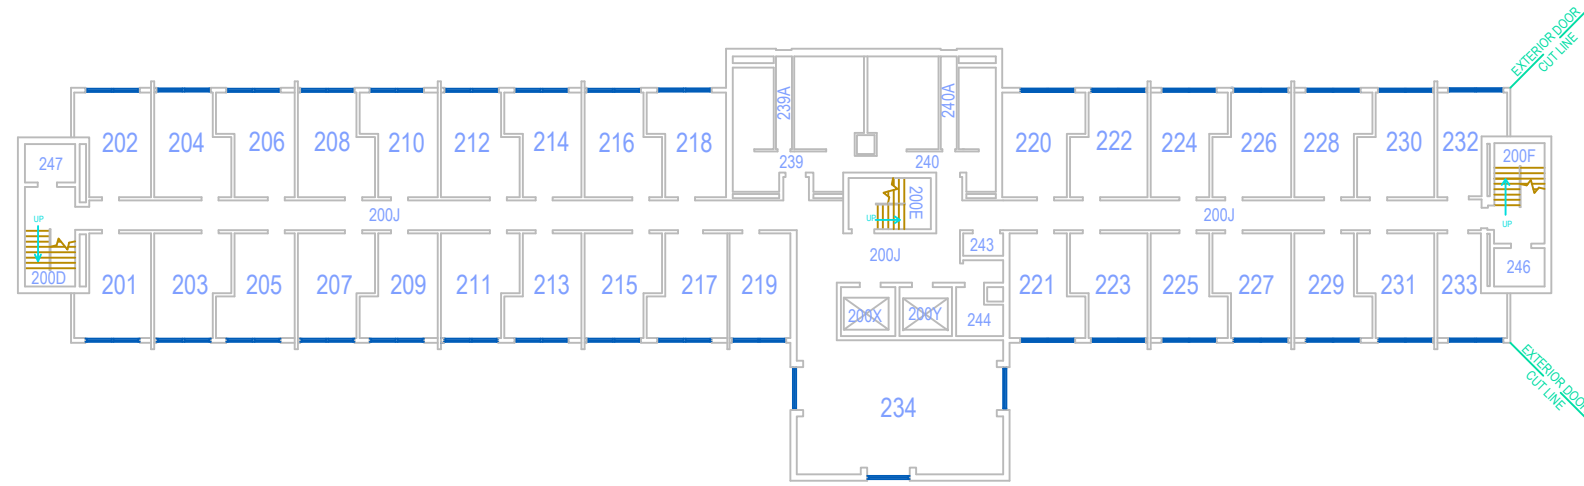 EXTERIOR DOOR
CUT LINE
239A
240A
202
204
206
208
210
212
214
216
218
220
222
224
226
228
230
232
247
239
240
200F
200J
200E
200J
UP
UP
UP
200J
243
200D
201
203
205
207
209
211
213
215
217
219
221
223
225
227
229
231
233
246
200X
200Y
244
234
EXTERIOR DOOR
CUT LINE